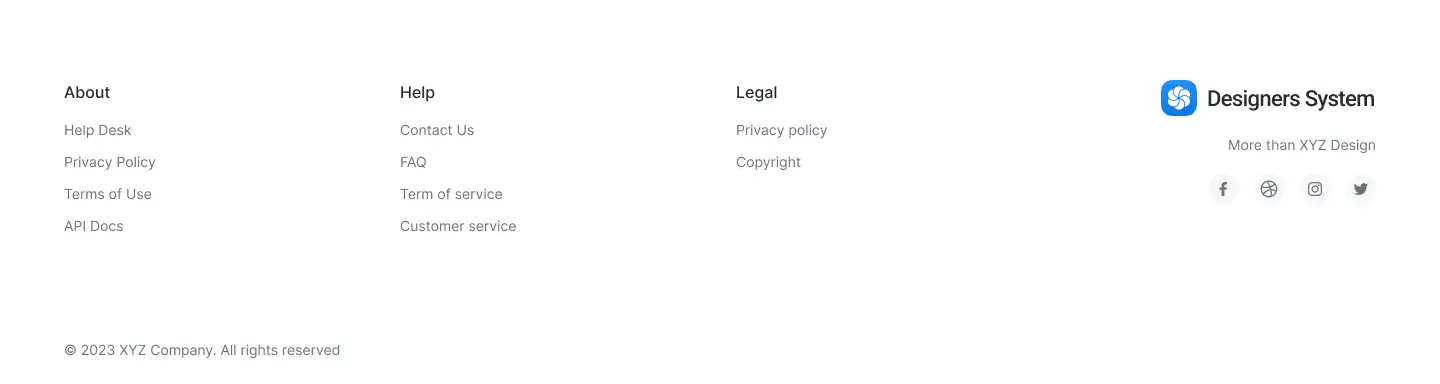 About
Help Desk
Privacy Policy
Terms of Use
API Docs
Help
Contact Us
FAQ
Term of service
Customer service
Legal
Privacy policy
Copyright
Designers System
More than XYZ Design
© 2023 XYZ Company. All rights reserved